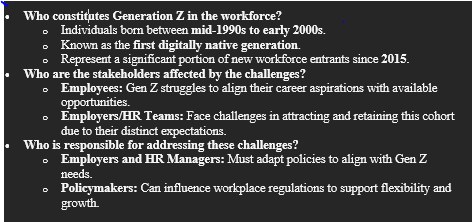 • Who constitutes Generation Z in the workforce?
o Individuals born between mid-1990s to early 2000s.
o Known as the first digitally native generation.
o Represent a significant portion of new workforce entrants since 2015.
• Who are the stakeholders affected by the challenges?
o Employees: Gen Z struggles to align their career aspirations with available
opportunities.
o Employers/HR Teams: Face challenges in attracting and retaining this cohort
due to their distinct expectations.
• Who is responsible for addressing these challenges?
o Employers and HR Managers: Must adapt policies to align with Gen Z
needs.
o Policymakers: Can influence workplace regulations to support flexibility and
growth.